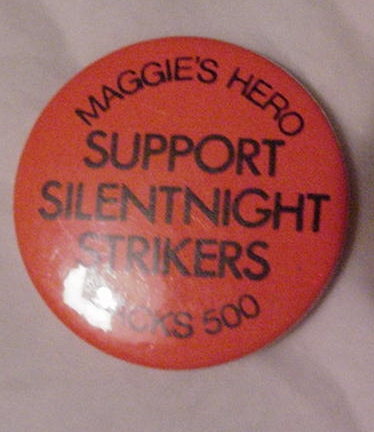 MAGGIE'S HERO
SUPPORT
SILENTNIGHT
STRIKERS
500